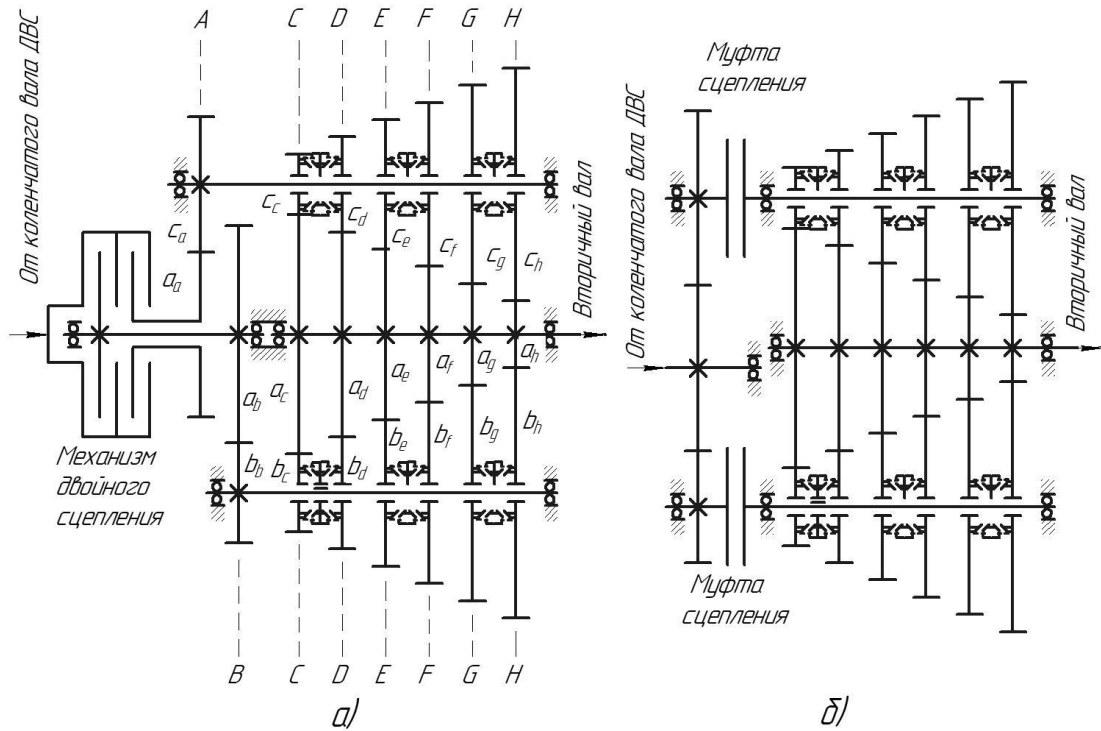 A C D E F G H
От коленчатого вала ДВС
cₐ
aₐ
c_c
c_d
c_e
c_f
c_g
c_h
Вторичный вал
a_b
a_c
a_d
a_e
a_f
a_g
a_h
b_b
b_c
b_d
b_e
b_f
b_g
b_h
Механизм
двойного
сцепления
B C D E F G H
а)
Муфта
сцепления
От коленчатого вала ДВС
Вторичный вал
Муфта
сцепления
б)